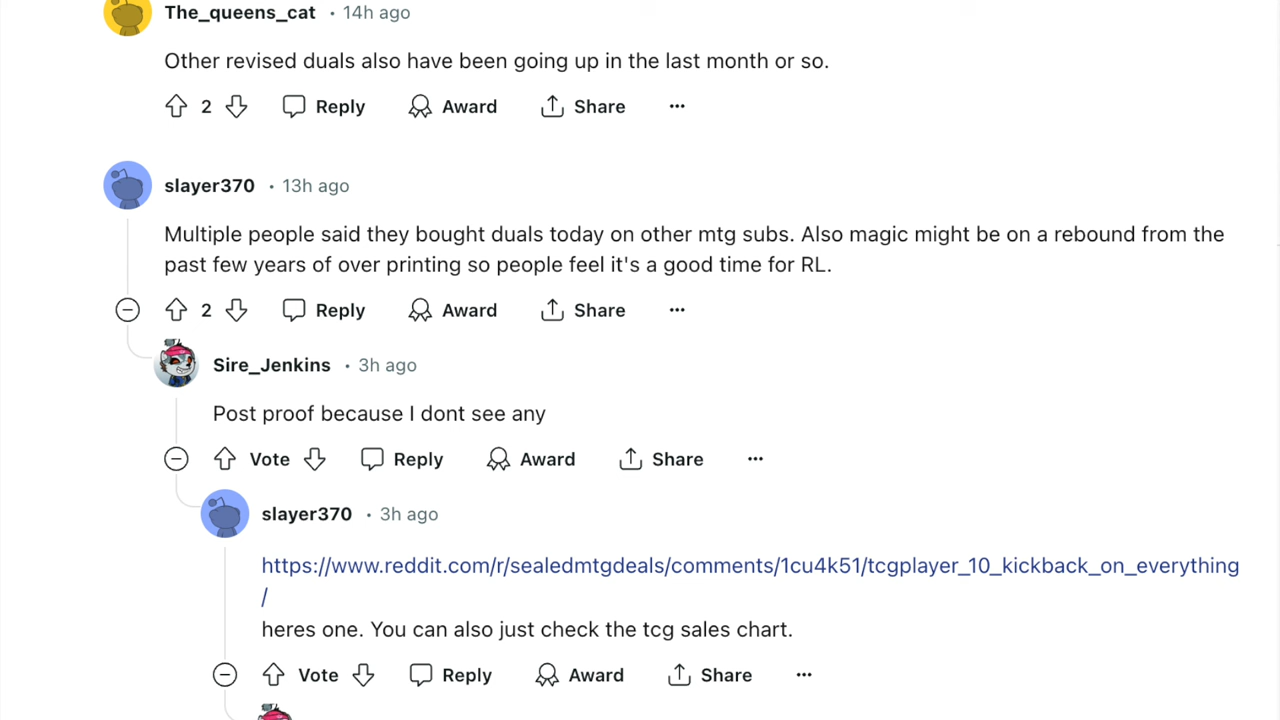 The_queens_cat • 14h ago
Other revised duals also have been going up in the last month or so.
2 Reply Award Share ···
slayer370 • 13h ago
Multiple people said they bought duals today on other mtg subs. Also magic might be on a rebound from the
past few years of over printing so people feel it's a good time for RL.
2 Reply Award Share ···
Sire_Jenkins • 3h ago
Post proof because I dont see any
Vote Reply Award Share ···
slayer370 • 3h ago
https://www.reddit.com/r/sealedmtgdeals/comments/1cu4k51/tcgplayer_10_kickback_on_everything
/
heres one. You can also just check the tcg sales chart.
Vote Reply Award Share ···